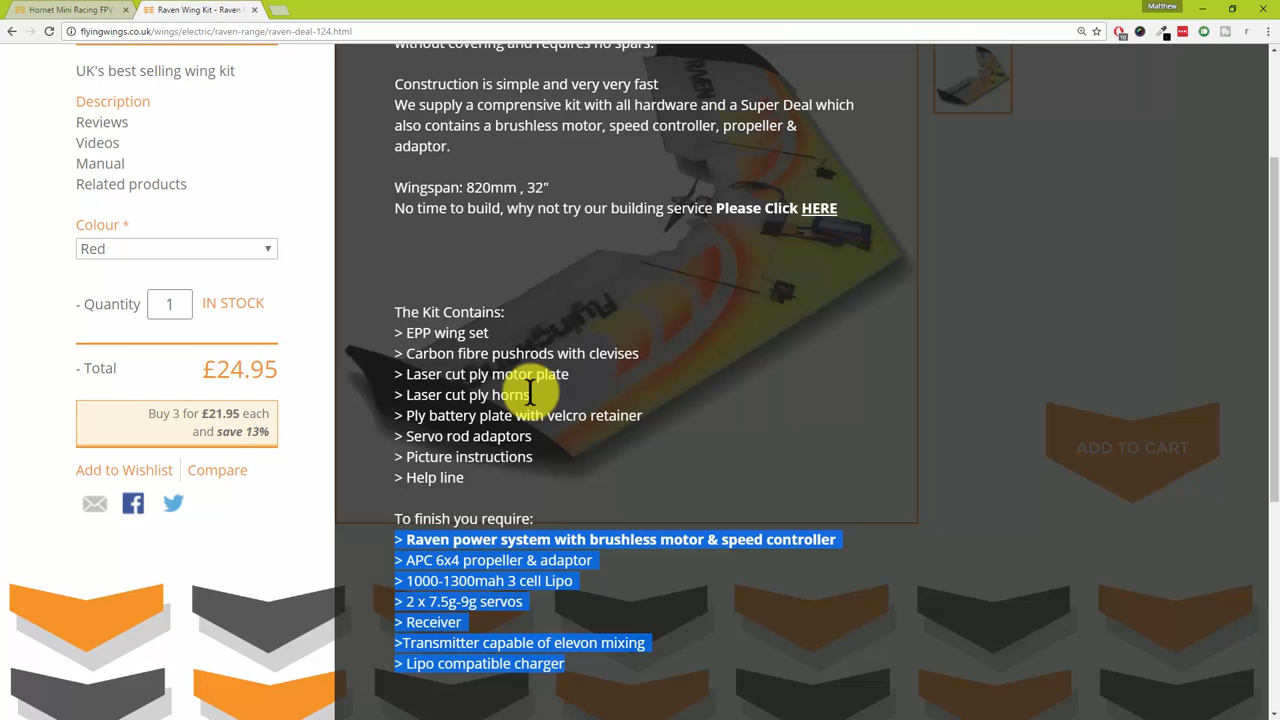 Matthew
Hornet Mini Racing FPV
Raven Wing Kit - Raven
flyingwings.co.uk/wings/electric/raven-range/raven-deal-124.html
without covering and requires no spars.
UK's best selling wing kit
Construction is simple and very very fast
Description
We supply a comprensive kit with all hardware and a Super Deal which
Reviews
also contains a brushless motor, speed controller, propeller &
Videos
adaptor.
Manual
Related products
Wingspan: 820mm , 32"
No time to build, why not try our building service Please Click HERE
Colour *
Red
- Quantity 1 IN STOCK
The Kit Contains:
> EPP wing set
> Carbon fibre pushrods with clevises
- Total £24.95
> Laser cut ply motor plate
> Laser cut ply horns
Buy 3 for £21.95 each
and save 13%
> Ply battery plate with velcro retainer
> Servo rod adaptors
ADD TO CART
> Picture instructions
Add to Wishlist Compare
> Help line
To finish you require:
> Raven power system with brushless motor & speed controller
> APC 6x4 propeller & adaptor
> 1000-1300mah 3 cell Lipo
> 2 x 7.5g-9g servos
> Receiver
>Transmitter capable of elevon mixing
> Lipo compatible charger